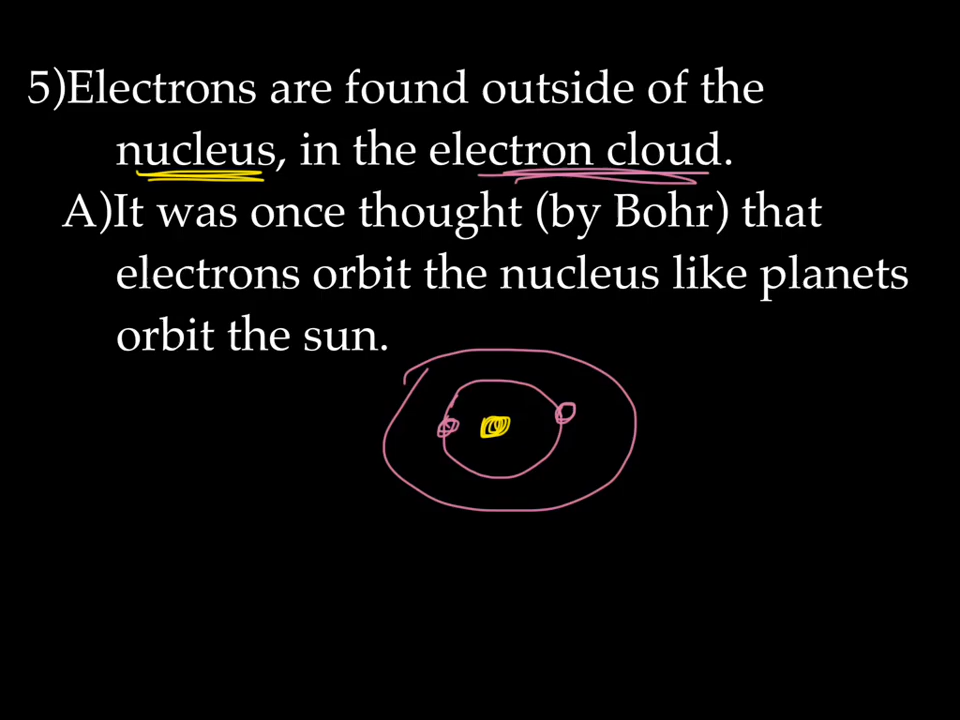 5)Electrons are found outside of the
nucleus, in the electron cloud.
A)It was once thought (by Bohr) that
electrons orbit the nucleus like planets
orbit the sun.